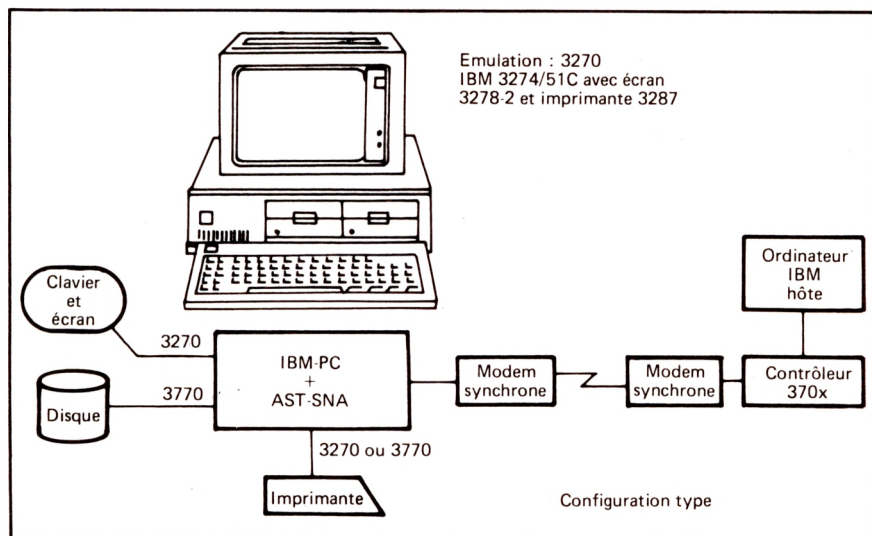 Emulation : 3270
IBM 3274/51C avec écran
3278-2 et imprimante 3287
Ordinateur
IBM
hôte
Clavier
et
écran
3270
IBM-PC
+
AST-SNA
Modem
synchrone
Modem
synchrone
Contrôleur
370x
3770
Disque
3270 ou 3770
Imprimante
Configuration type